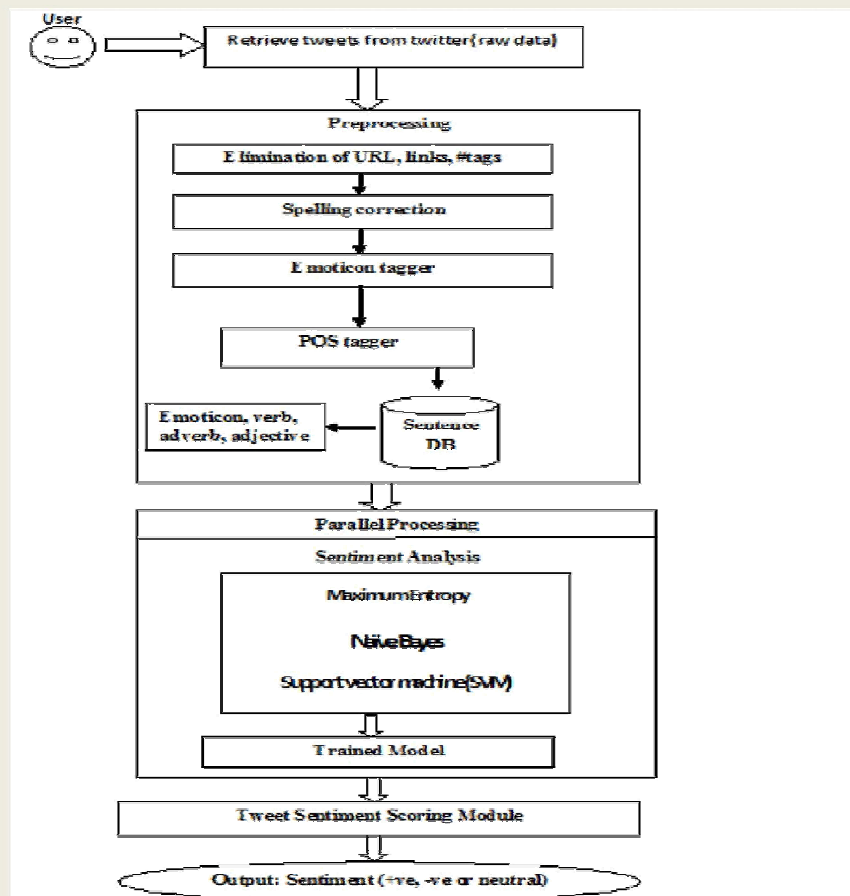 User
Retrieve tweets from twitter(raw data)
Preprocessing
Elimination of URL, links, #tags
Spelling correction
Emoticon tagger
POS tagger
Emoticon, verb,
adverb, adjective
Sentence
DB
Parallel Processing
Sentiment Analysis
Maximum Entropy
Naive Bayes
Support vector machine(SVM)
Trained Model
Tweet Sentiment Scoring Module
Output: Sentiment (+ve, -ve or neutral)